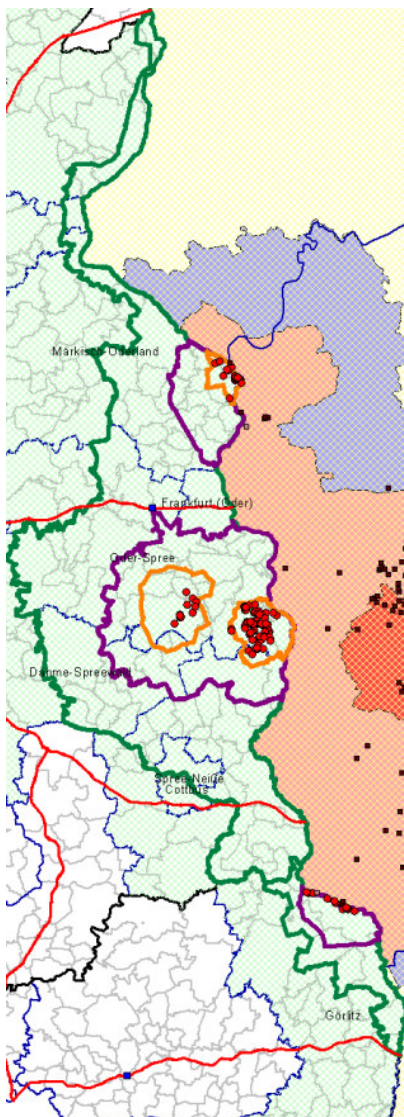 Märkisch-Oderland
Frankfurt (Oder)
Oder-Spree
Dahme-Spreewald
Spree-Neiße
Cottbus
Görlitz